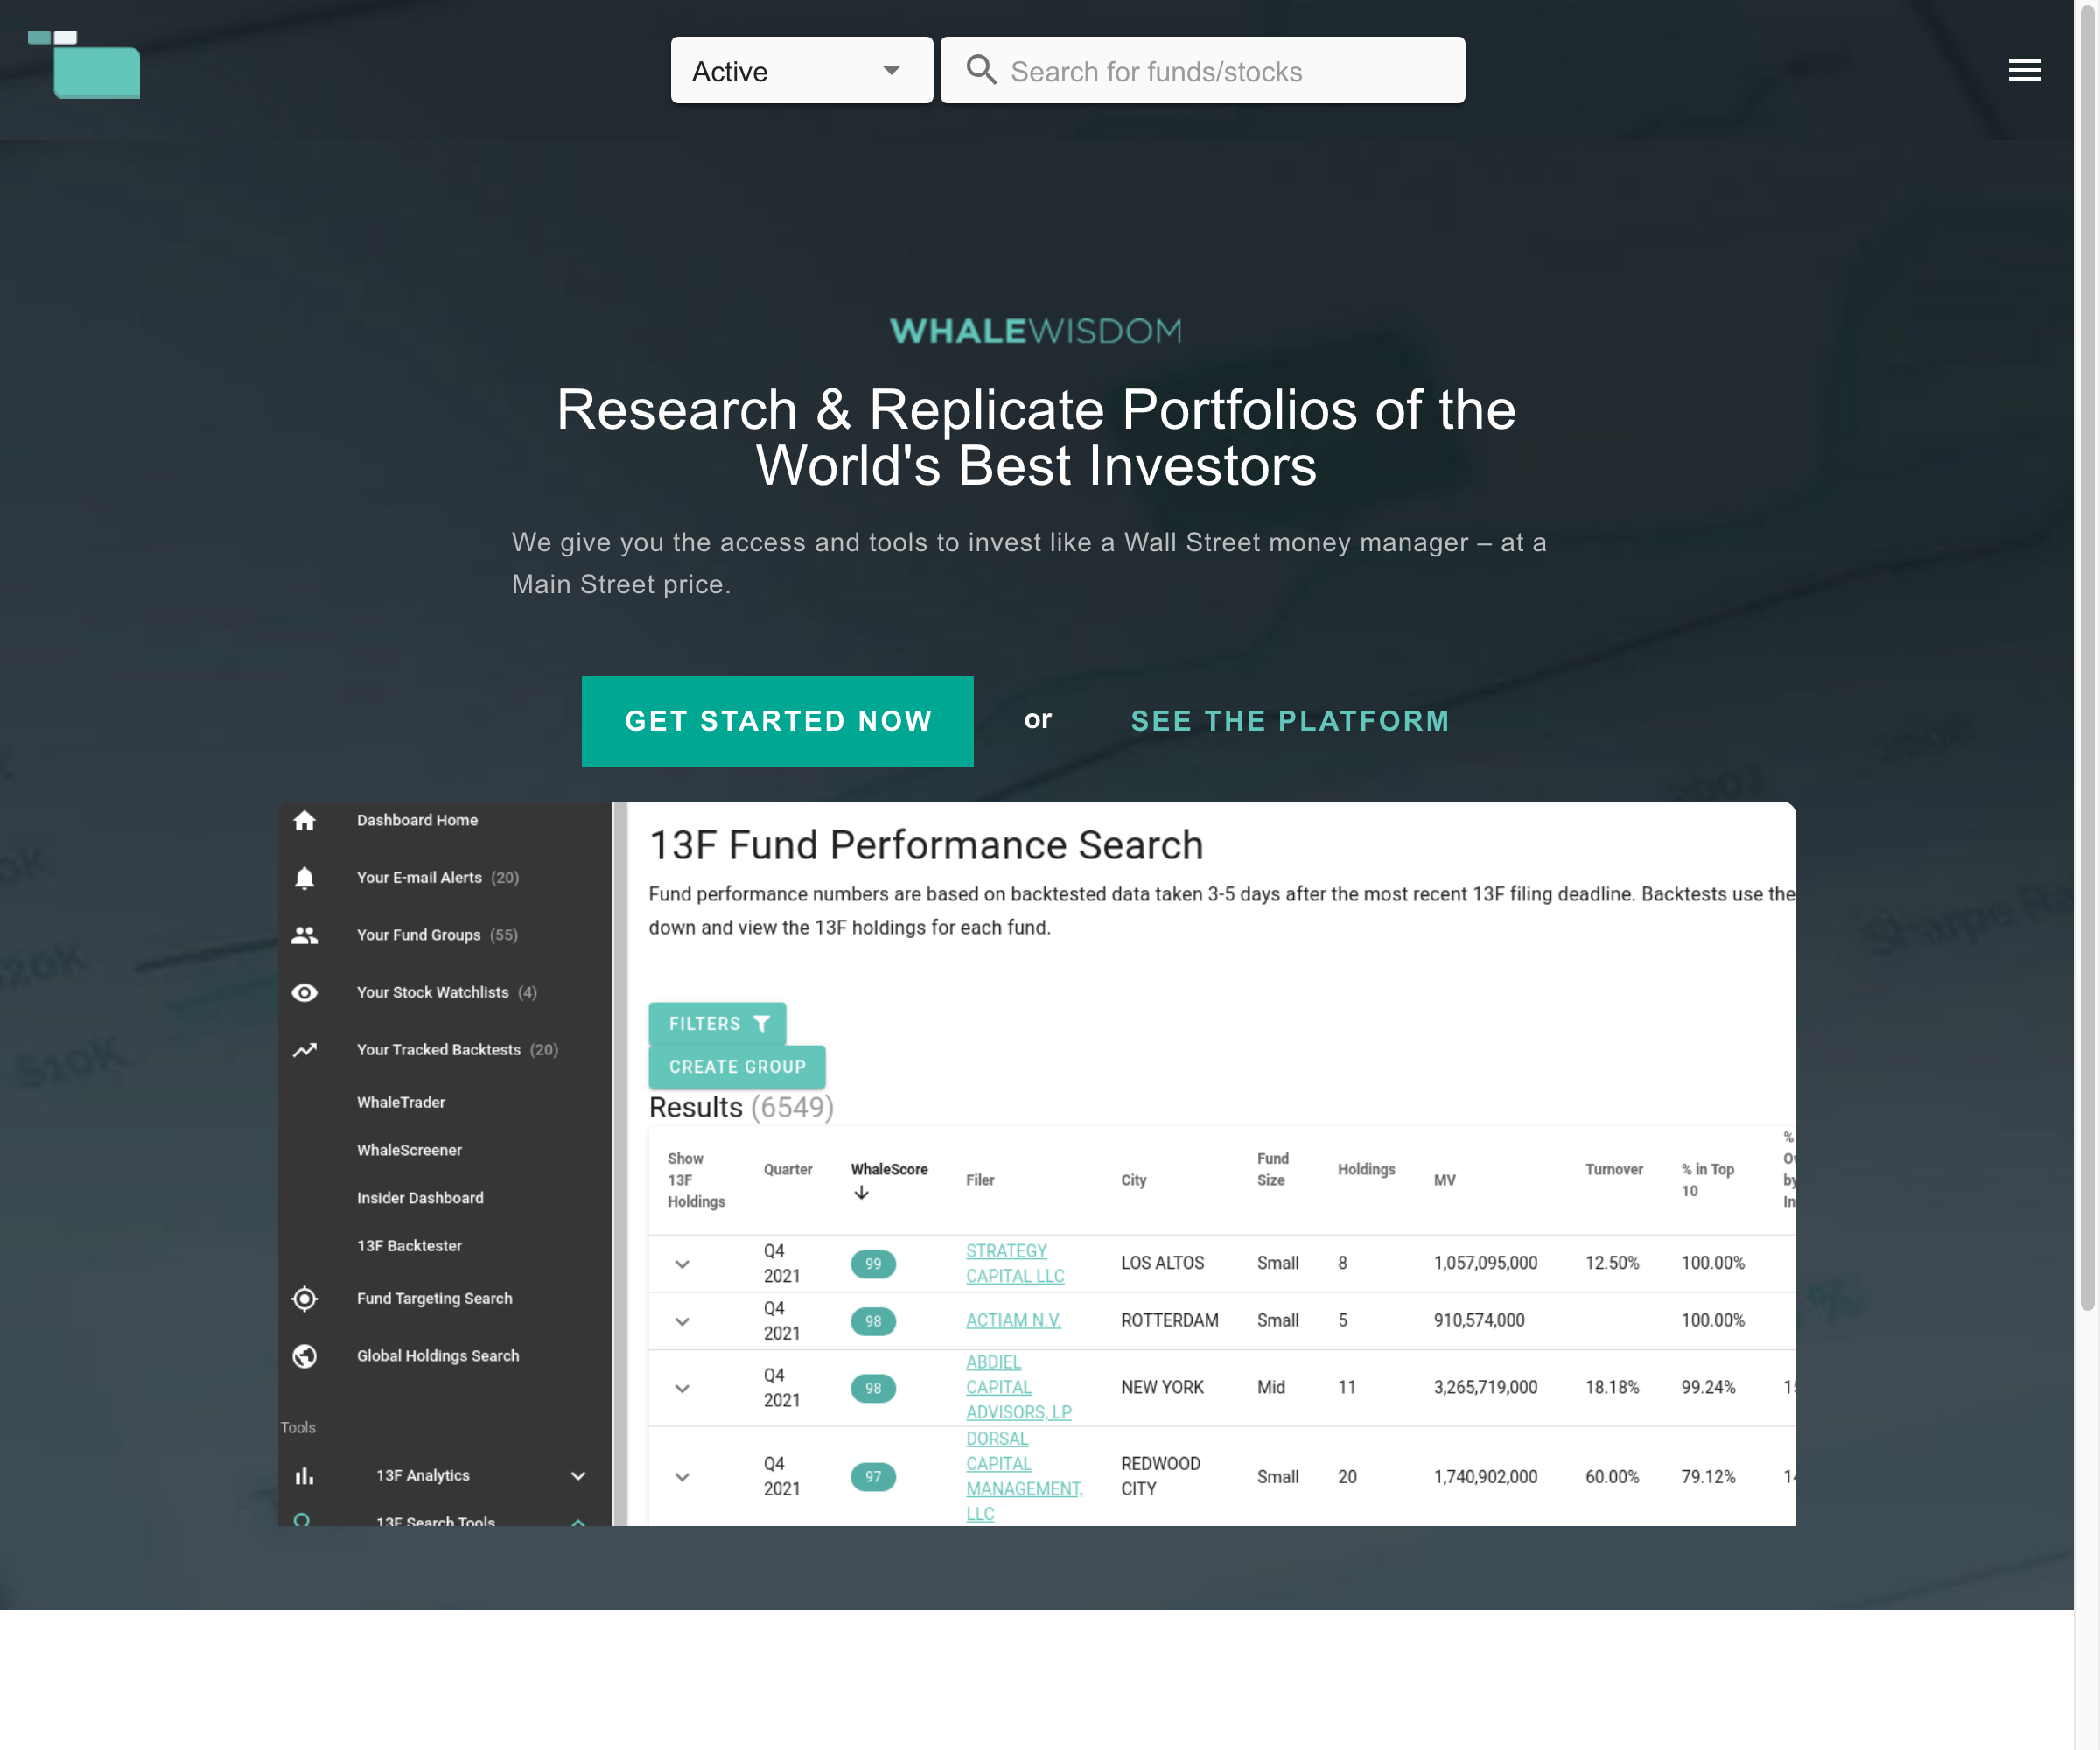 Active
Search for funds/stocks
WHALEWISDOM
Research & Replicate Portfolios of the
World's Best Investors
We give you the access and tools to invest like a Wall Street money manager – at a
Main Street price.
GET STARTED NOW
or
SEE THE PLATFORM
Dashboard Home
Your E-mail Alerts (20)
Your Fund Groups (55)
Your Stock Watchlists (4)
Your Tracked Backtests (20)
WhaleTrader
WhaleScreener
Insider Dashboard
13F Backtester
Fund Targeting Search
Global Holdings Search
Tools
13F Analytics
13F Search Tools
13F Fund Performance Search
Fund performance numbers are based on backtested data taken 3-5 days after the most recent 13F filing deadline. Backtests use the
down and view the 13F holdings for each fund.
FILTERS
CREATE GROUP
Results (6549)
Show
13F
Holdings
Quarter
WhaleScore
Filer
City
Fund
Size
Holdings
MV
Turnover
% in Top
10
%
by
In
Q4
2021
99
STRATEGY
CAPITAL LLC
LOS ALTOS
Small
8
1,057,095,000
12.50%
100.00%
Q4
2021
98
ACTIAM N.V.
ROTTERDAM
Small
5
910,574,000
100.00%
Q4
2021
98
ABDIEL
CAPITAL
ADVISORS, LP
NEW YORK
Mid
11
3,265,719,000
18.18%
99.24%
Q4
2021
97
DORSAL
CAPITAL
MANAGEMENT,
LLC
REDWOOD
CITY
Small
20
1,740,902,000
60.00%
79.12%
$20K
$10K